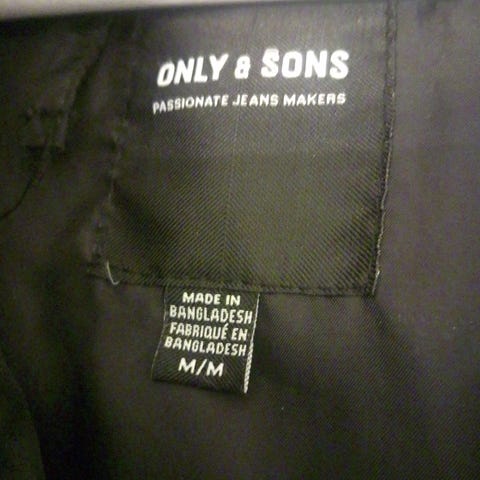 ONLY & SONS
PASSIONATE JEANS MAKERS
MADE IN
BANGLADESH
FABRIQUÉ EN
BANGLADESH
M/M